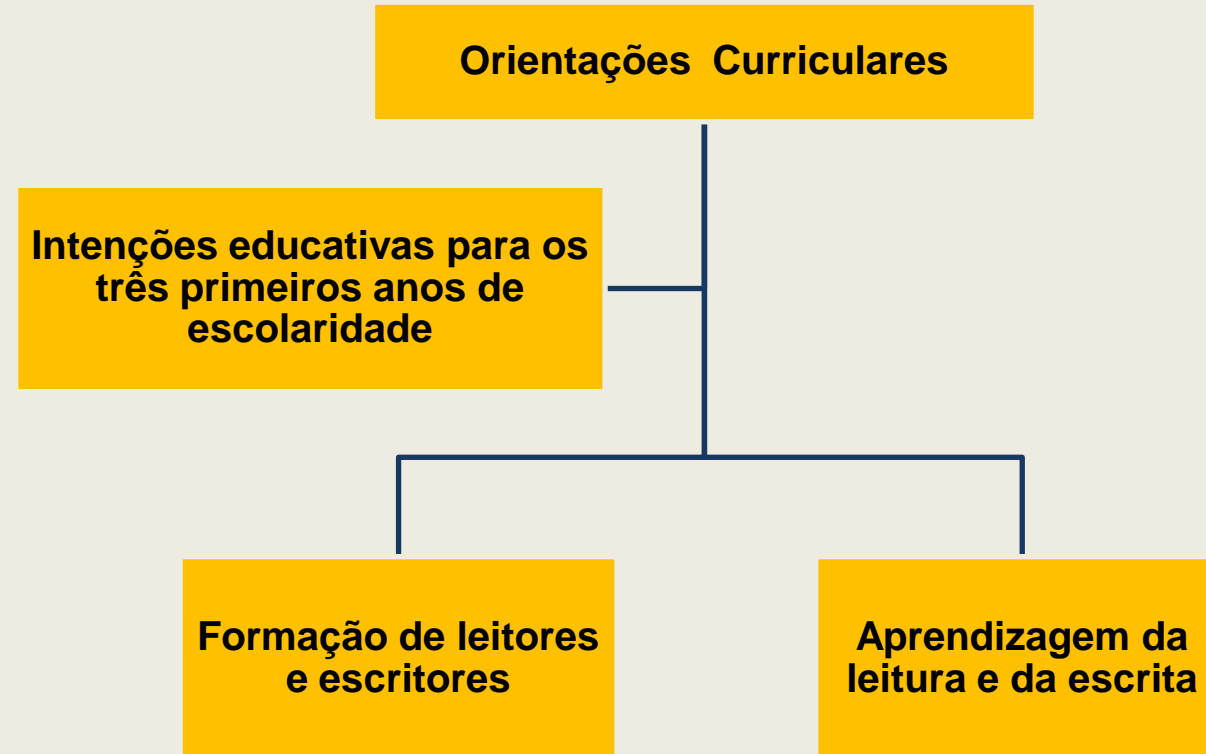 Orientações Curriculares
Intenções educativas para os
três primeiros anos de
escolaridade
Formação de leitores
e escritores
Aprendizagem da
leitura e da escrita